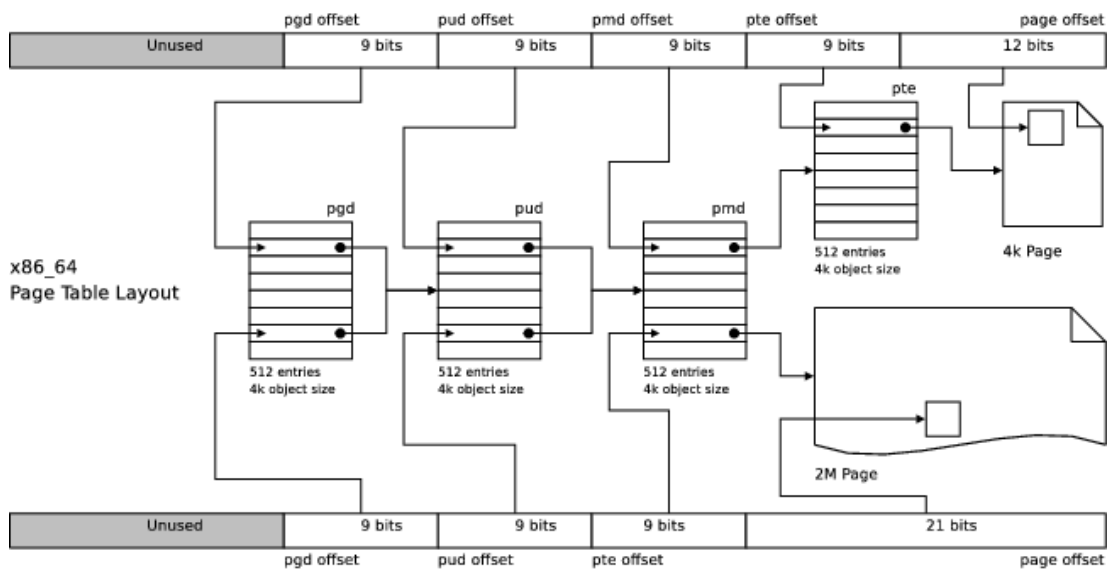 pgd offset pud offset pmd offset pte offset page offset
Unused 9 bits 9 bits 9 bits 9 bits 12 bits
pte
pgd pud pmd
512 entries
4k object size
4k Page
x86_64
Page Table Layout
512 entries
4k object size
512 entries
4k object size
512 entries
4k object size
2M Page
Unused 9 bits 9 bits 9 bits 21 bits
pgd offset pud offset pte offset page offset